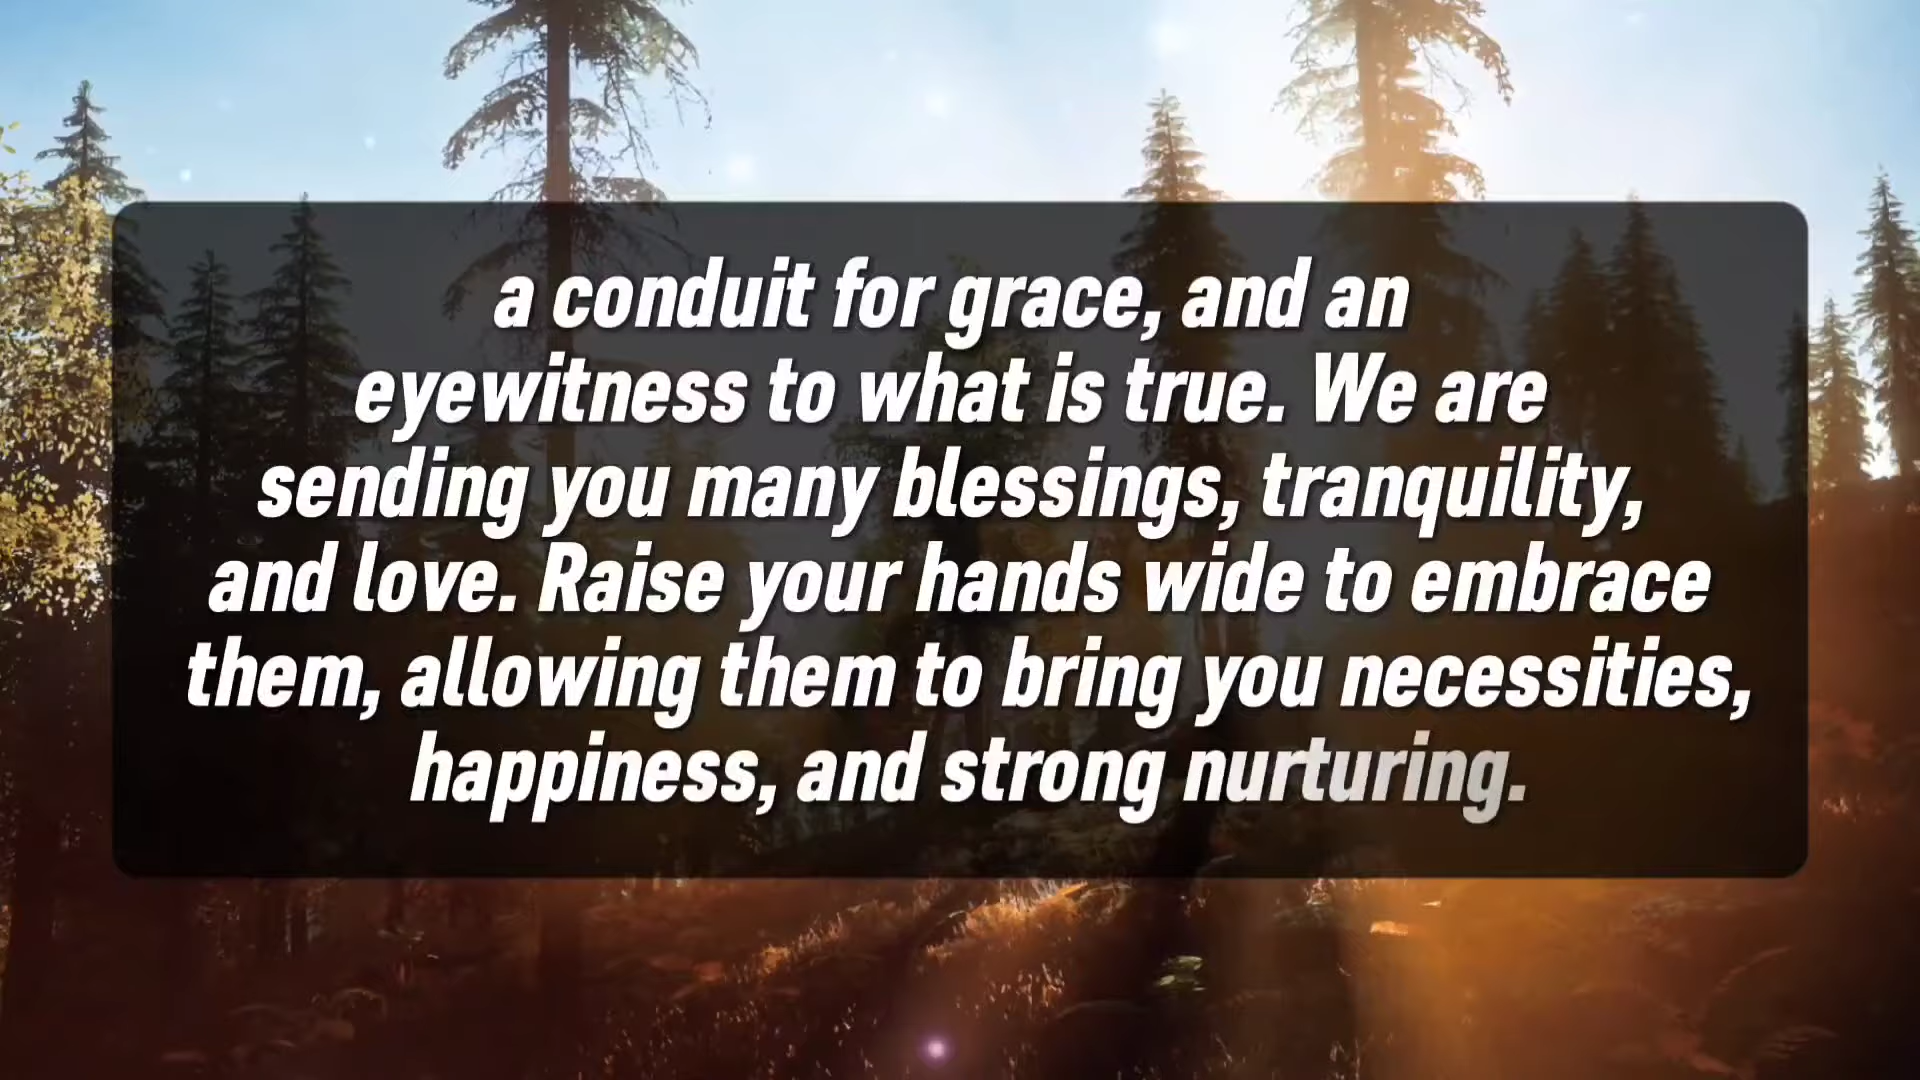 a conduit for grace, and an
eyewitness to what is true. We are
sending you many blessings, tranquility,
and love. Raise your hands wide to embrace
them, allowing them to bring you necessities,
happiness, and strong nurturing.